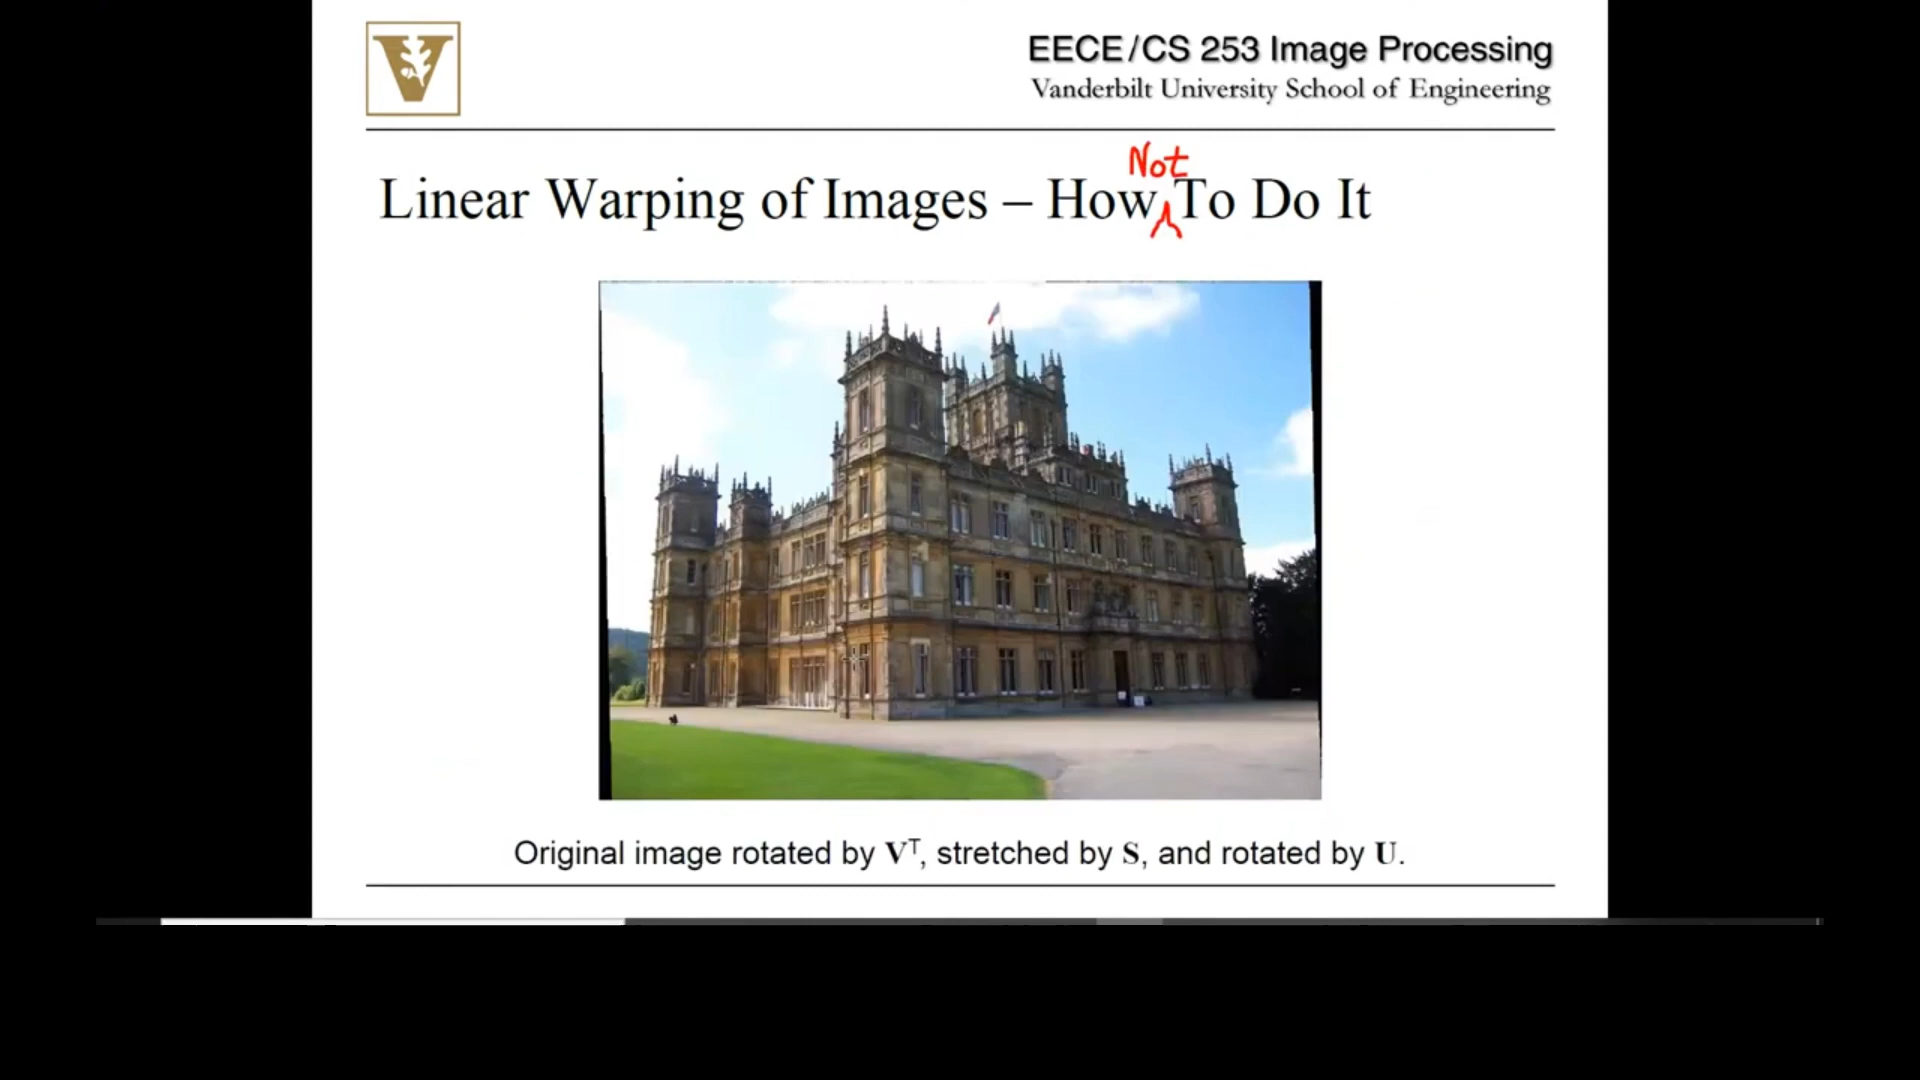 V
EECE/CS 253 Image Processing
Vanderbilt University School of Engineering
Not
Linear Warping of Images – How To Do It
Original image rotated by Vᵀ, stretched by S, and rotated by U.